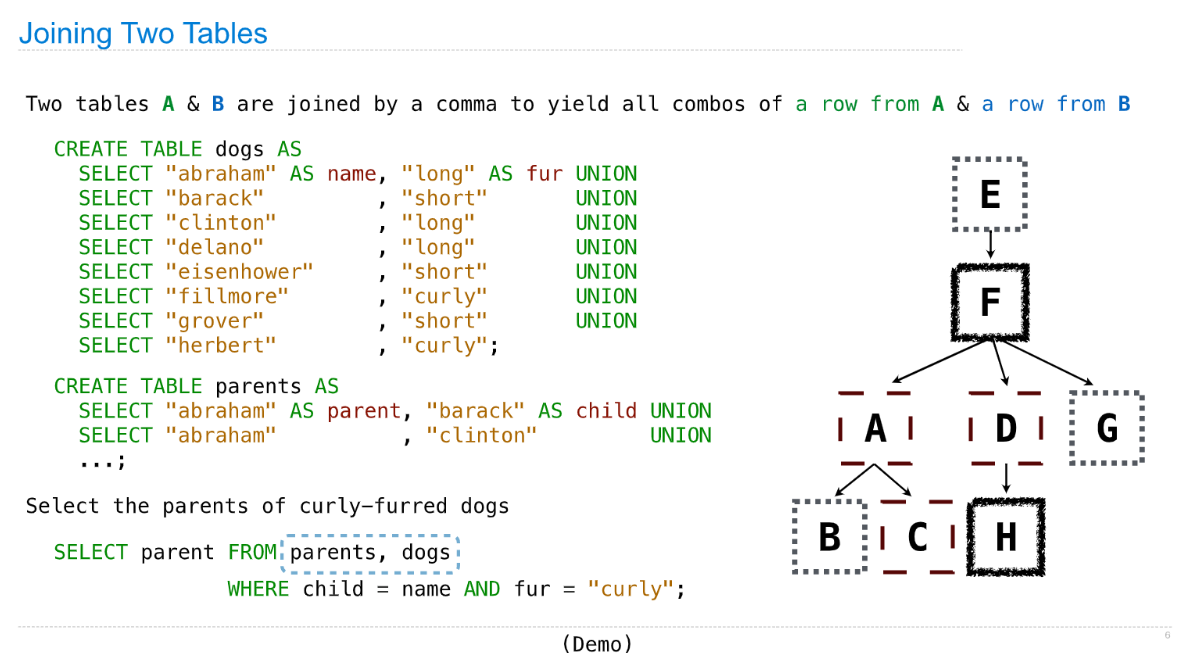 Joining Two Tables
Two tables A & B are joined by a comma to yield all combos of a row from A & a row from B
CREATE TABLE dogs AS
SELECT "abraham" AS name, "long" AS fur UNION
SELECT "barack" , "short" UNION
SELECT "clinton" , "long" UNION
SELECT "delano" , "long" UNION
SELECT "eisenhower" , "short" UNION
SELECT "fillmore" , "curly" UNION
SELECT "grover" , "short" UNION
SELECT "herbert" , "curly";
CREATE TABLE parents AS
SELECT "abraham" AS parent, "barack" AS child UNION
SELECT "abraham" , "clinton" UNION
...;
Select the parents of curly-furred dogs
SELECT parent FROM parents, dogs
WHERE child = name AND fur = "curly";
E
F
A D G
B C H
(Demo)
6